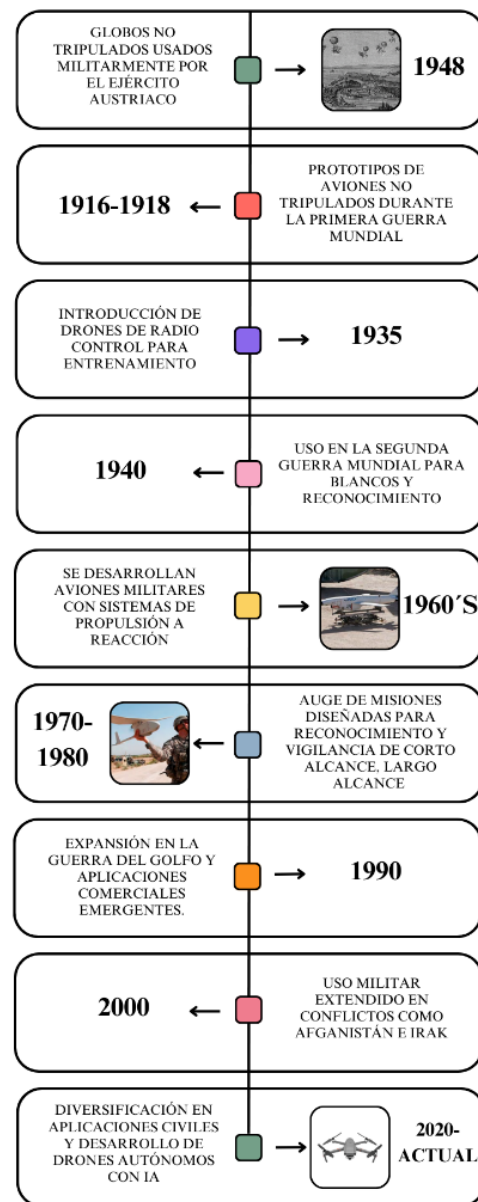 GLOBOS NO
TRIPULADOS USADOS
MILITARMENTE POR
EL EJÉRCITO
AUSTRIACO
1948
1916-1918
PROTOTIPOS DE
AVIONES NO
TRIPULADOS DURANTE
LA PRIMERA GUERRA
MUNDIAL
INTRODUCCIÓN DE
DRONES DE RADIO
CONTROL PARA
ENTRENAMIENTO
1935
1940
USO EN LA SEGUNDA
GUERRA MUNDIAL PARA
BLANCOS Y
RECONOCIMIENTO
SE DESARROLLAN
AVIONES MILITARES
CON SISTEMAS DE
PROPULSIÓN A
REACCIÓN
1960´S
1970-
1980
AUGE DE MISIONES
DISEÑADAS PARA
RECONOCIMIENTO Y
VIGILANCIA DE CORTO
ALCANCE, LARGO
ALCANCE
EXPANSIÓN EN LA
GUERRA DEL GOLFO Y
APLICACIONES
COMERCIALES
EMERGENTES.
1990
2000
USO MILITAR
EXTENDIDO EN
CONFLICTOS COMO
AFGANISTÁN E IRAK
DIVERSIFICACIÓN EN
APLICACIONES CIVILES
Y DESARROLLO DE
DRONES AUTÓNOMOS
CON IA
2020-
ACTUAL